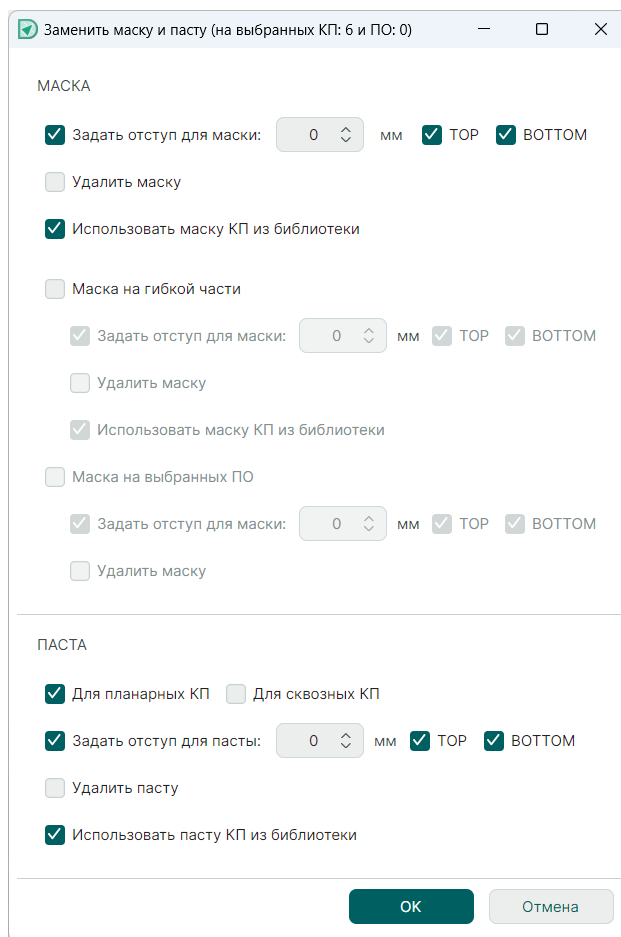 Заменить маску и пасту (на выбранных КП: 6 и ПО: 0)
МАСКА
Задать отступ для маски: 0 мм TOP BOTTOM
Удалить маску
Использовать маску КП из библиотеки
Маска на гибкой части
Задать отступ для маски: 0 мм TOP BOTTOM
Удалить маску
Использовать маску КП из библиотеки
Маска на выбранных ПО
Задать отступ для маски: 0 мм TOP BOTTOM
Удалить маску
ПАСТА
Для планарных КП Для сквозных КП
Задать отступ для пасты: 0 мм TOP BOTTOM
Удалить пасту
Использовать пасту КП из библиотеки
OK Отмена